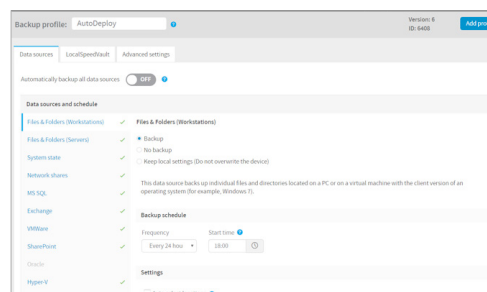 Backup profile: AutoDeploy
Version: 6
ID: 6400
Data sources LocalSpeedVault Advanced settings
Automatically backup all data sources OFF
Data sources and schedule
Files & Folders (Workstations)
Files & Folders (Servers)
System state
Network shares
MS SQL
Exchange
VMWare
SharePoint
Oracle
Hyper-V
Files & Folders (Workstations)
Backup
No backup
Keep local settings (Do not overwrite the device)
This data source backs up individual files and directories located on a PC or on a virtual machine with the client version of an
operating system (for example, Windows 7).
Backup schedule
Frequency Start time
Every 24 hou 18:00
Settings